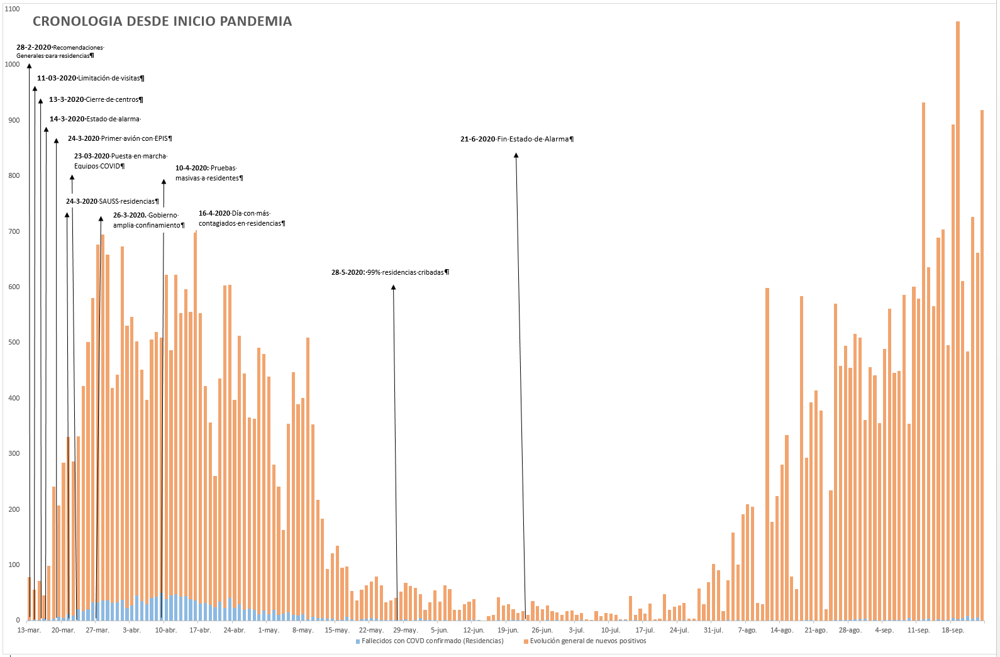 CRONOLOGIA DESDE INICIO PANDEMIA
28-2-2020·Recomendaciones·
Generales·para·residencias¶
11-03-2020·Limitación·de·visitas¶
13-3-2020·Cierre·de·centros¶
14-3-2020·Estado·de·alarma·
24-3-2020·Primer·avión·con·EPIS¶
23-03-2020·Puesta·en·marcha·
Equipos·COVID¶
24-3-2020·SAUSS·residencias¶
26-3-2020.·Gobierno·
amplia·confinamiento¶
10-4-2020:·Pruebas·
masivas·a·residentes¶
16-4-2020·Día·con·más·
contagiados·en·residencias¶
28-5-2020:·99%·residencias·cribadas¶
21-6-2020·Fin·Estado·de·Alarma¶
1100
1000
900
800
700
600
500
400
300
200
100
0
13-mar. 20-mar. 27-mar. 3-abr. 10-abr. 17-abr. 24-abr. 1-may. 8-may. 15-may. 22-may. 29-may. 5-jun. 12-jun. 19-jun. 26-jun. 3-jul. 10-jul. 17-jul. 24-jul. 31-jul. 7-ago. 14-ago. 21-ago. 28-ago. 4-sep. 11-sep. 18-sep.
Fallecidos con COVD confirmado (Residencias) Evolución general de nuevos positivos